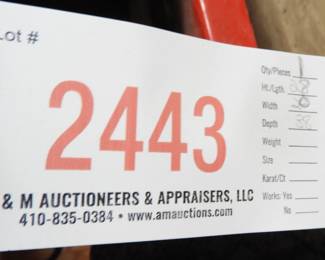 Lot #
2443
& M AUCTIONEERS & APPRAISERS, LLC
410-835-0384 • www.amauctions.com
Qty/Pieces
Ht./Lgth
Width
Depth
Weight
Size
Karat/Ct
Works: Yes
No